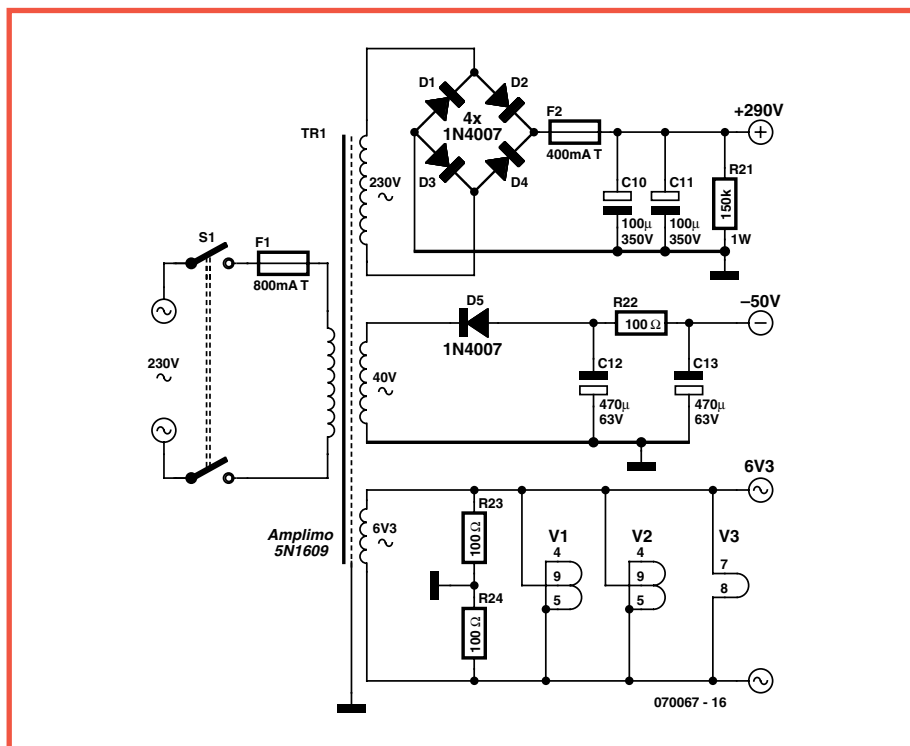 D1
D2
4x
1N4007
D3
D4
F2
400mA T
+290V
+
TR1
230V
~
C10
100μ
350V
C11
100μ
350V
R21
150k
1W
S1
F1
800mA T
230V
~
D5
1N4007
R22
100 Ω
–50V
–
40V
~
C12
470μ
63V
C13
470μ
63V
6V3
~
Amplimo
5N1609
6V3
~
R23
100 Ω
R24
100 Ω
V1
4
9
5
V2
4
9
5
V3
7
8
070067 - 16